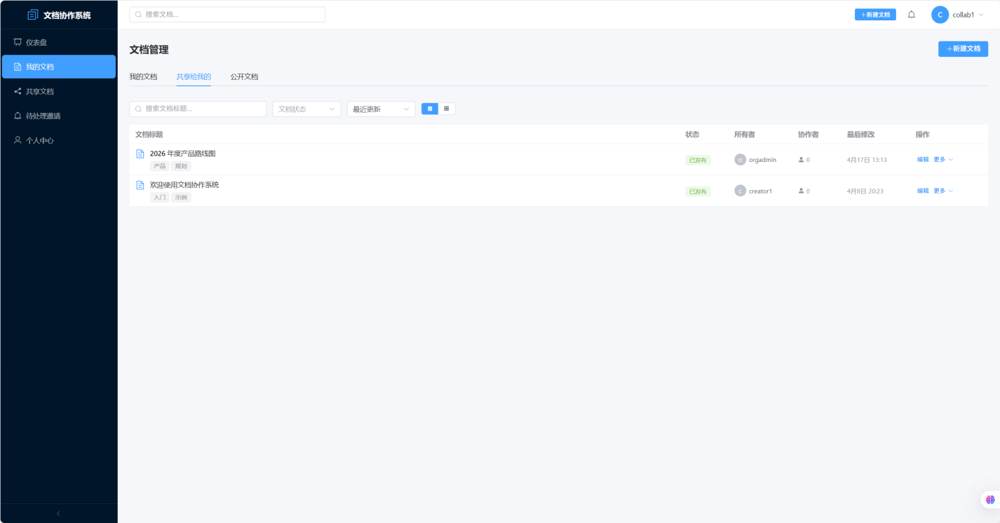 文档协作系统
搜索文档...
+新建文档
C
collab1
仪表盘
我的文档
共享文档
待处理邀请
个人中心
文档管理
+新建文档
我的文档 共享给我的 公开文档
搜索文档标题...
文档状态
最近更新
文档标题 状态 所有者 协作者 最后修改 操作
2026 年度产品路线图 已发布 O orgadmin 0 4月17日 13:13 编辑 更多
产品 规划
欢迎使用文档协作系统 已发布 C creator1 0 4月8日 20:23 编辑 更多
入门 示例